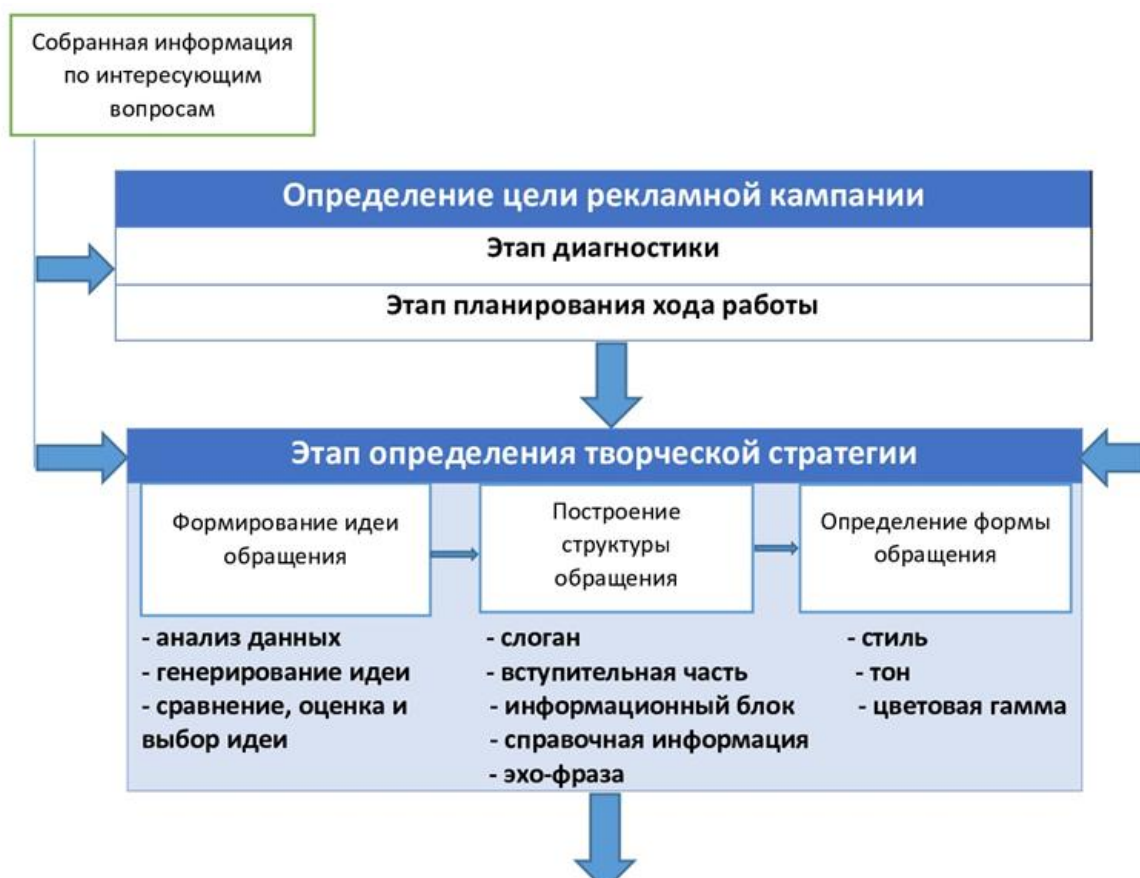 Собранная информация
по интересующим
вопросам
Определение цели рекламной кампании
Этап диагностики
Этап планирования хода работы
Этап определения творческой стратегии
Формирование идеи
обращения
Построение
структуры
обращения
Определение формы
обращения
- анализ данных
- генерирование идеи
- сравнение, оценка и
выбор идеи
- слоган
- вступительная часть
- информационный блок
- справочная информация
- эхо-фраза
- стиль
- тон
- цветовая гамма